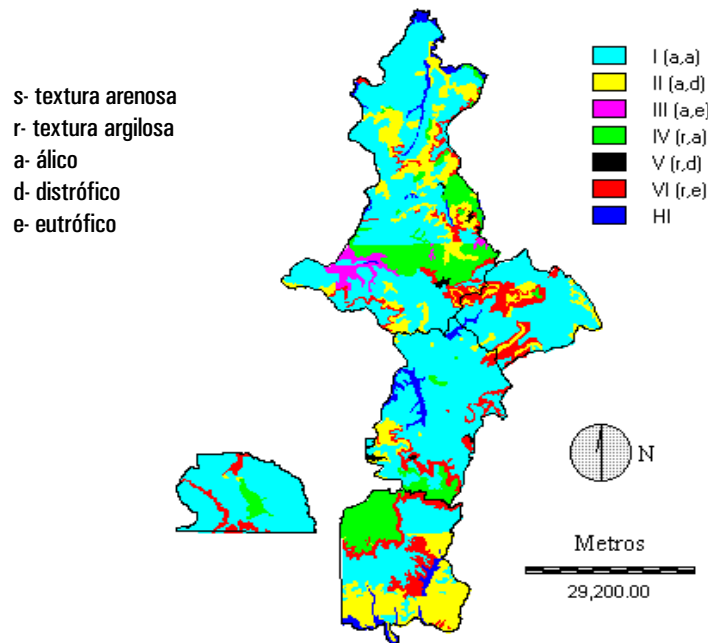 s- textura arenosa
r- textura argilosa
a- álico
d- distrófico
e- eutrófico
I (a,a)
II (a,d)
III (a,e)
IV (r,a)
V (r,d)
VI (r,e)
HI
N
Metros
29,200.00